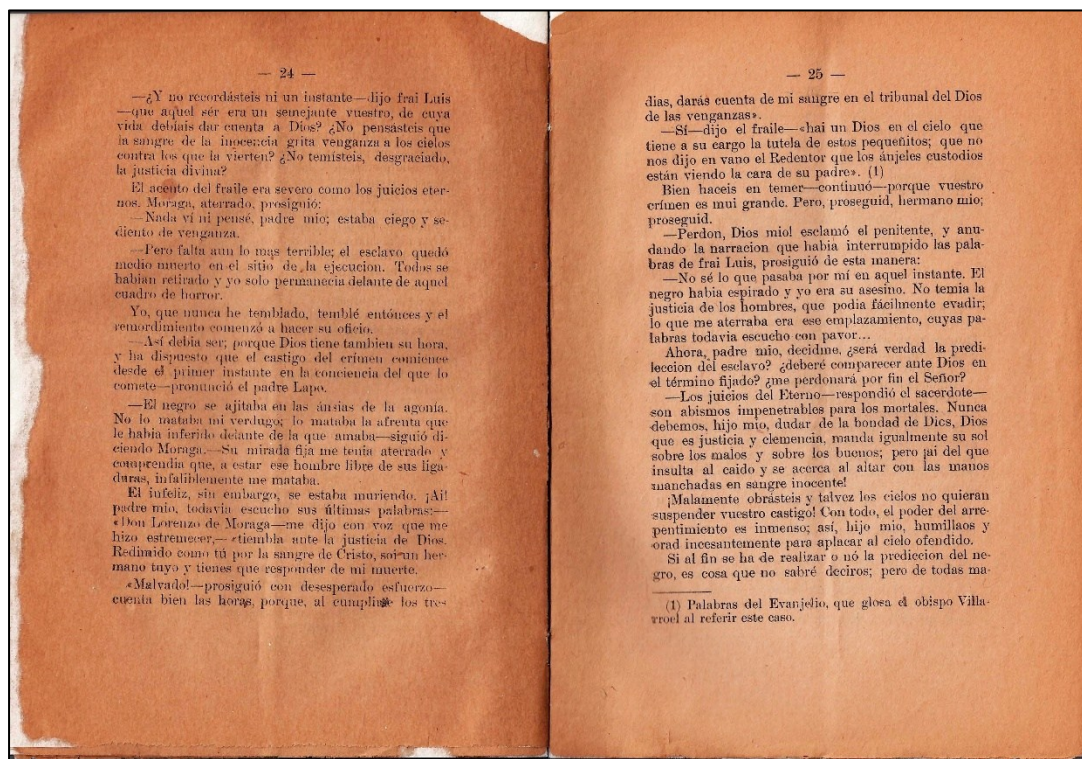 — 24 —
—¿Y no recordásteis ni un instante—dijo frai Luis
—que aquel sér era un semejante vuestro, de cuya
vida debiais dar cuenta a Dios? ¿No pensásteis que
la sangre de la inocencia grita venganza a los cielos
contra los que la vierten? ¿No temísteis, desgraciado,
la justicia divina?
El acento del fraile era severo como los juicios eter-
nos. Moraga, aterrado, prosiguió:
—Nada ví ni pensé, padre mio; estaba ciego y se-
diento de venganza.
—Pero falta aun lo mas terrible; el esclavo quedó
medio muerto en el sitio de la ejecucion. Todos se
habian retirado y yo solo permanecia delante de aquel
cuadro de horror.
Yo, que nunca he temblado, temblé entónces y el
remordimiento comenzó a hacer su oficio.
—Así debia ser; porque Dios tiene tambien su hora,
y ha dispuesto que el castigo del crímen comience
desde el primer instante en la conciencia del que lo
comete—pronunció el padre Lapo.
—El negro se ajitaba en las ánsias de la agonía.
No lo mataba mi verdugo; lo mataba la afrenta que
le habia inferido delante de la que amaba—siguió di-
ciendo Moraga.—Su mirada fija me tenia aterrado y
comprendia que, a estar ese hombre libre de sus liga-
duras, infaliblemente me mataba.
El infeliz, sin embargo, se estaba muriendo. ¡Ai!
padre mio, todavia escucho sus últimas palabras:—
«Don Lorenzo de Moraga—me dijo con voz que me
hizo estremecer,—«tiembla ante la justicia de Dios.
Redimido como tú por la sangre de Cristo, soi un her-
mano tuyo y tienes que responder de mi muerte.
«Malvado!—prosiguió con desesperado esfuerzo—
cuenta bien las horas, porque, al cumplirse los tres
— 25 —
dias, darás cuenta de mi sangre en el tribunal del Dios
de las venganzas».
—Sí—dijo el fraile—«hai un Dios en el cielo que
tiene a su cargo la tutela de estos pequeñitos; que no
nos dijo en vano el Redentor que los ánjeles custodios
están viendo la cara de su padre». (1)
Bien haceis en temer—continuó—porque vuestro
crímen es mui grande. Pero, proseguid, hermano mio;
proseguid.
—Perdon, Dios mio! esclamó el penitente, y anu-
dando la narracion que habia interrumpido las pala-
bras de frai Luis, prosiguió de esta manera:
—No sé lo que pasaba por mí en aquel instante. El
negro habia espirado y yo era su asesino. No temia la
justicia de los hombres, que podia fácilmente evadir;
lo que me aterraba era ese emplazamiento, cuyas pa-
labras todavia escucho con pavor...
Ahora, padre mio, decidme, ¿será verdad la predi-
leccion del esclavo? ¿deberé comparecer ante Dios en
el término fijado? ¿me perdonará por fin el Señor?
—Los juicios del Eterno—respondió el sacerdote—
son abismos impenetrables para los mortales. Nunca
debemos, hijo mio, dudar de la bondad de Dics, Dios
que es justicia y clemencia, manda igualmente su sol
sobre los malos y sobre los buenos; pero ¡ai del que
insulta al caido y se acerca al altar con las manos
manchadas en sangre inocente!
¡Malamente obrásteis y talvez los cielos no quieran
suspender vuestro castigo! Con todo, el poder del arre-
pentimiento es inmenso; así, hijo mio, humillaos y
orad incesantemente para aplacar al cielo ofendido.
Si al fin se ha de realizar o nó la prediccion del ne-
gro, es cosa que no sabré deciros; pero de todas ma-
(1) Palabras del Evanjelio, que glosa el obispo Villa-
rroel al referir este caso.